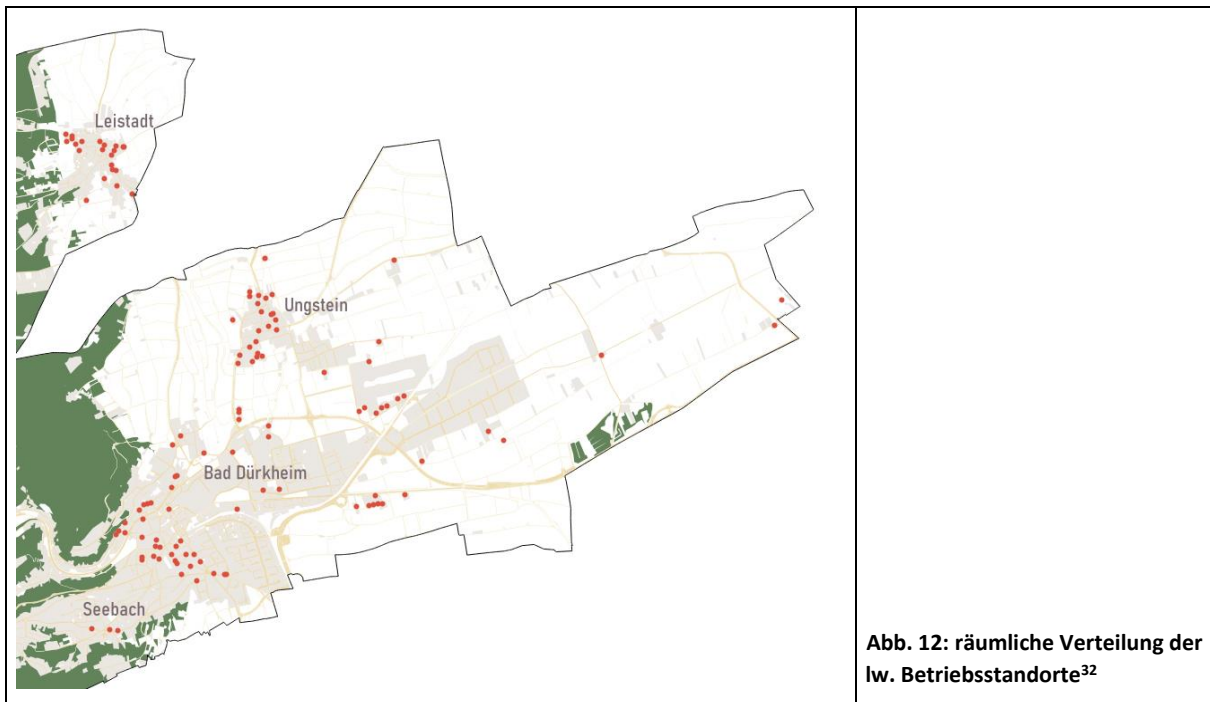 Leistadt
Ungstein
Bad Dürkheim
Seebach
Abb. 12: räumliche Verteilung der
lw. Betriebsstandorte³²